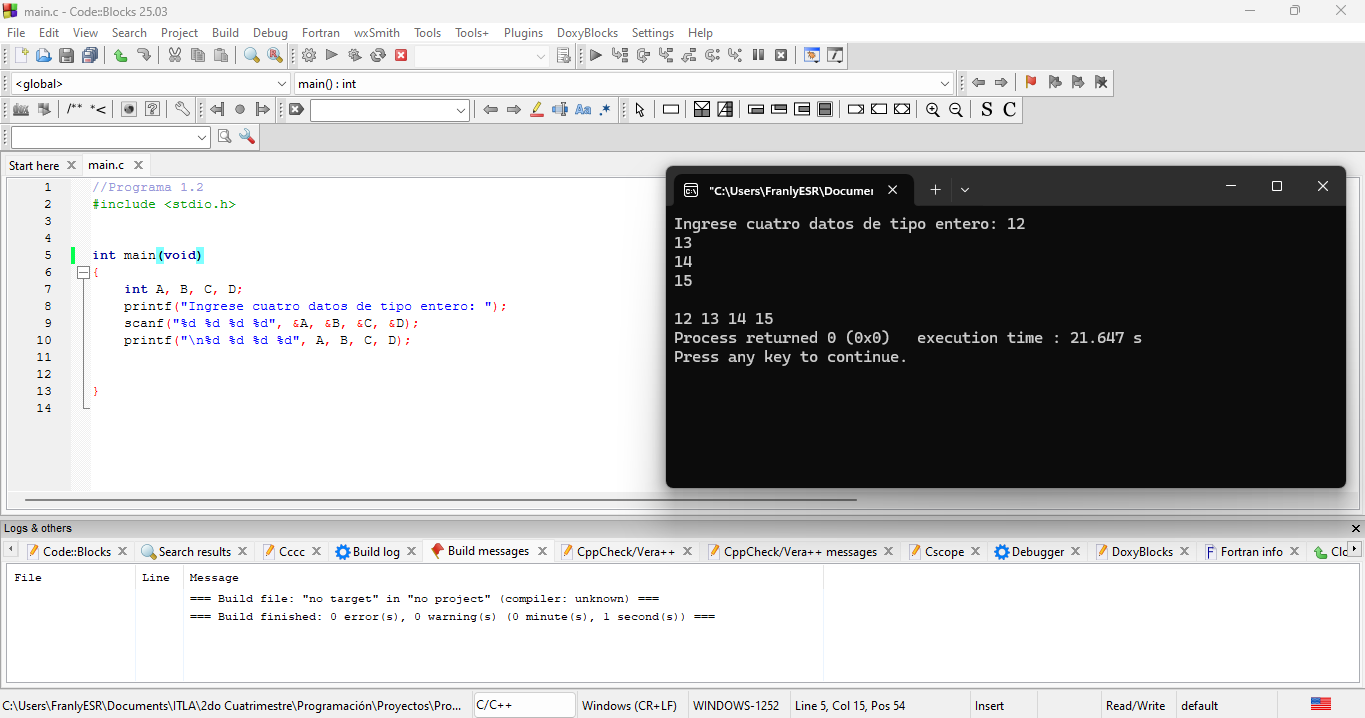 main.c - Code::Blocks 25.03
File Edit View Search Project Build Debug Fortran wxSmith Tools Tools+ Plugins DoxyBlocks Settings Help
<global> main() : int
/** *<
Aa .* S C
Start here main.c
1 //Programa 1.2
2 #include <stdio.h>
3
4
5 int main(void)
6 {
7 int A, B, C, D;
8 printf("Ingrese cuatro datos de tipo entero: ");
9 scanf("%d %d %d %d", &A, &B, &C, &D);
10 printf("\n%d %d %d %d", A, B, C, D);
11
12
13 }
14
"C:\Users\FranlyESR\Documer
Ingrese cuatro datos de tipo entero: 12
13
14
15
12 13 14 15
Process returned 0 (0x0) execution time : 21.647 s
Press any key to continue.
Logs & others
Code::Blocks Search results Cccc Build log Build messages CppCheck/Vera++ CppCheck/Vera++ messages Cscope Debugger DoxyBlocks Fortran info Clo
File Line Message
=== Build file: "no target" in "no project" (compiler: unknown) ===
=== Build finished: 0 error(s), 0 warning(s) (0 minute(s), 1 second(s)) ===
C:\Users\FranlyESR\Documents\ITLA\2do Cuatrimestre\Programación\Proyectos\Pro... C/C++ Windows (CR+LF) WINDOWS-1252 Line 5, Col 15, Pos 54 Insert Read/Write default